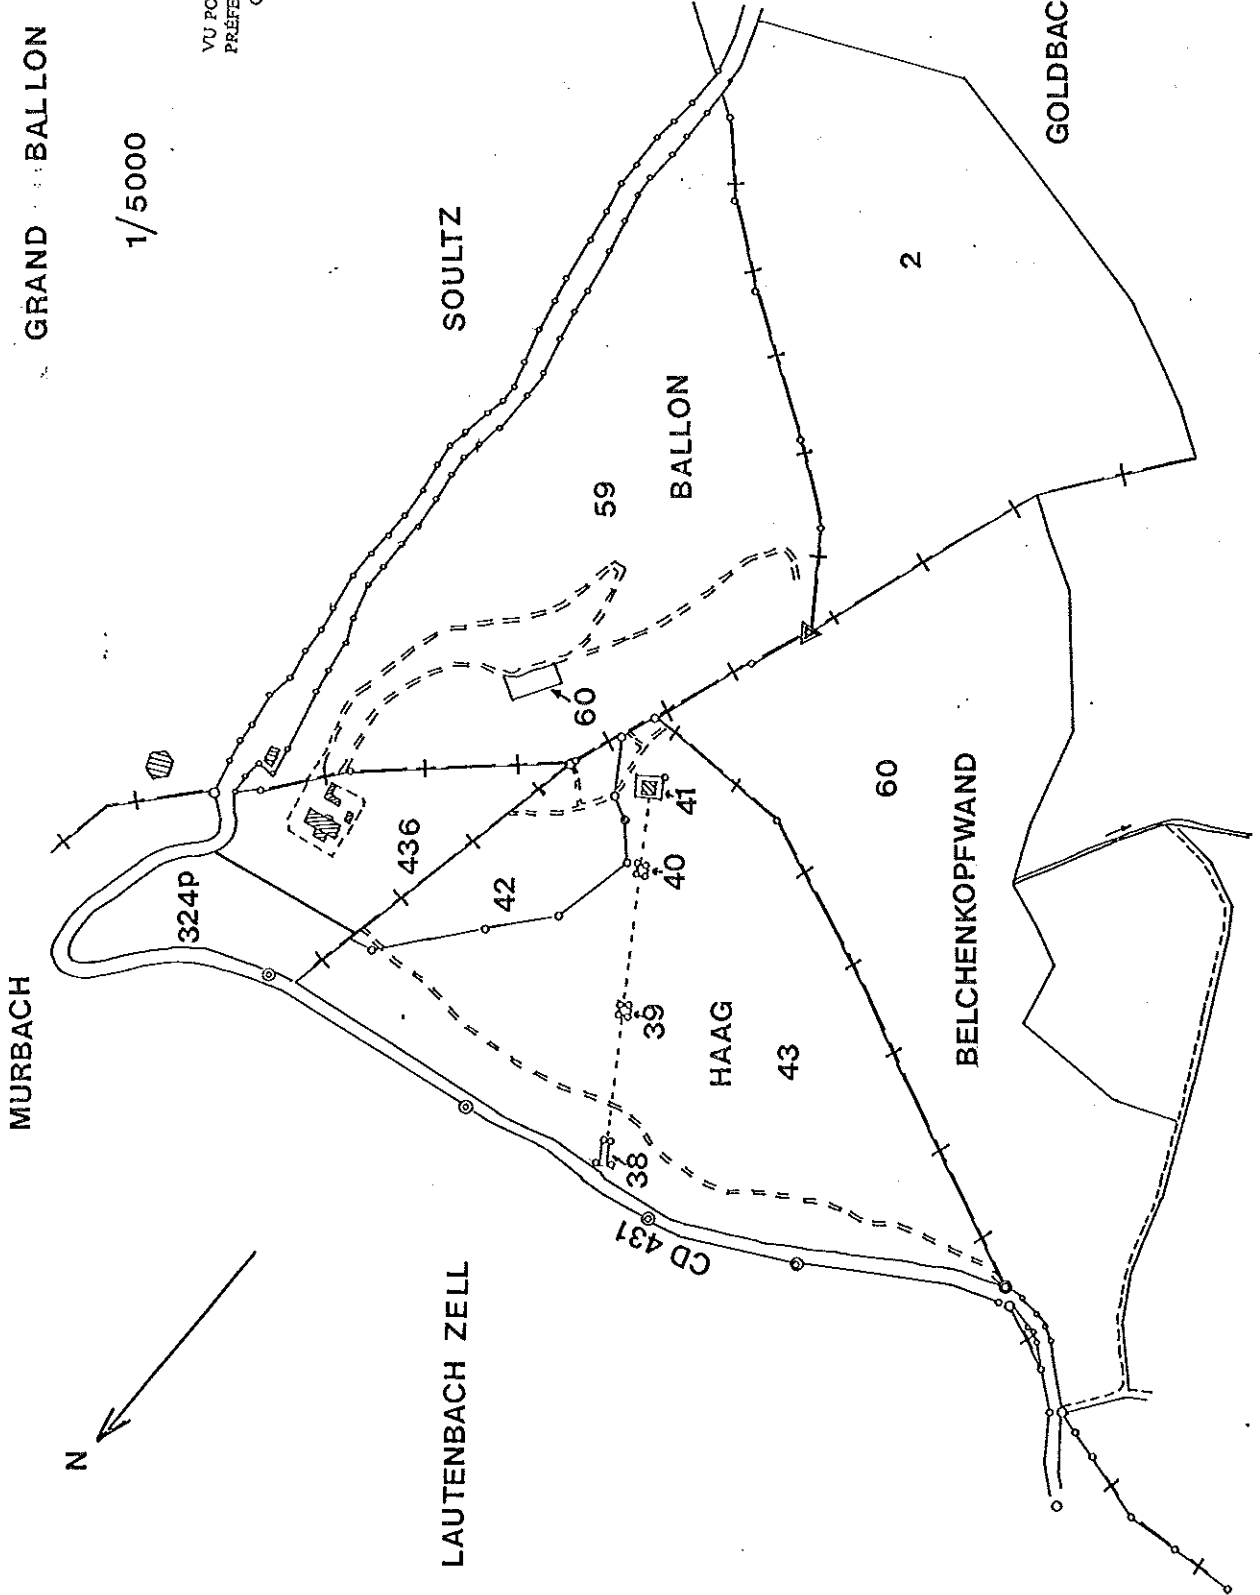 GRAND BALLON
1/5000
VU PO
PRÉFE
MURBACH
SOULTZ
GOLDBAC
324p
436
59
BALLON
2
60
42
41
40
39
38
HAAG
43
60
BELCHENKOPFWAND
CD 431
LAUTENBACH ZELL
N